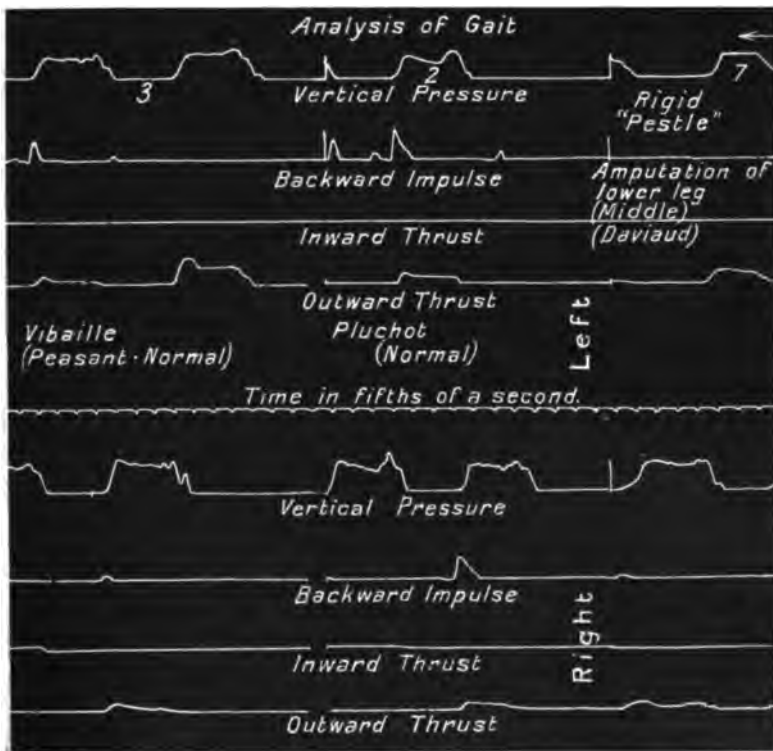 Analysis of Gait
3
2
7
Vertical Pressure
Rigid
"Pestle"
Backward Impulse
Amputation of
lower leg
(Middle)
(Daviaud)
Inward Thrust
Outward Thrust
Left
Vibaille
(Peasant·Normal)
Pluchot
(Normal)
Time in fifths of a second.
Vertical Pressure
Backward Impulse
Right
Inward Thrust
Outward Thrust